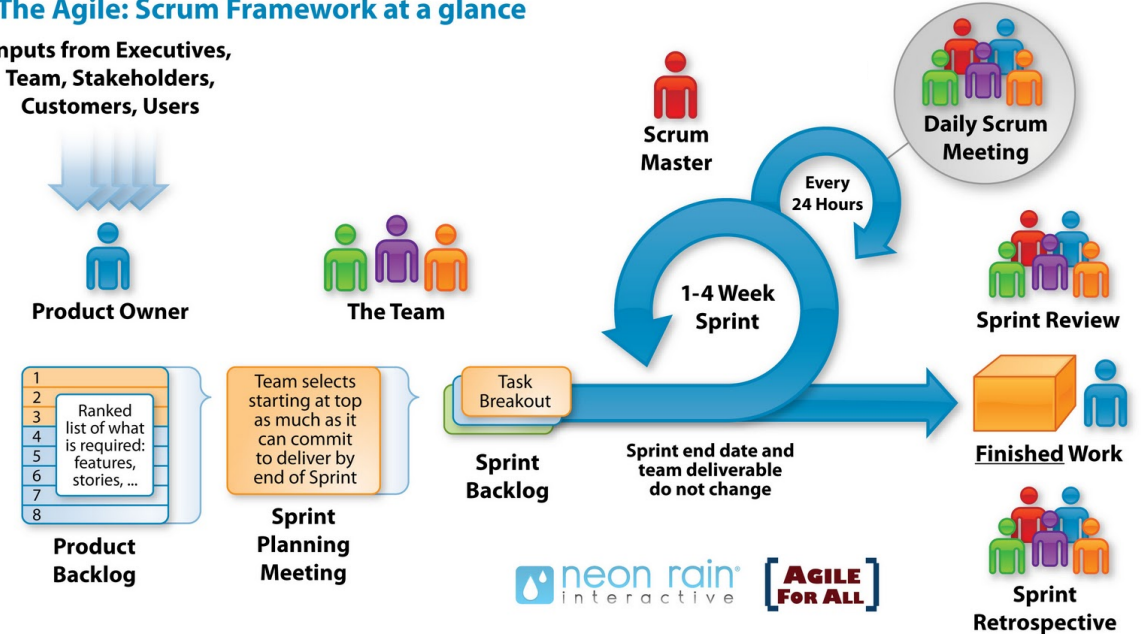 The Agile: Scrum Framework at a glance
nputs from Executives,
Team, Stakeholders,
Customers, Users
Product Owner
The Team
Scrum
Master
Every
24 Hours
Daily Scrum
Meeting
1-4 Week
Sprint
Sprint Review
1
2
3
4
5
6
7
8
Ranked
list of what
is required:
features,
stories, ...
Product
Backlog
Team selects
starting at top
as much as it
can commit
to deliver by
end of Sprint
Sprint
Planning
Meeting
Task
Breakout
Sprint
Backlog
Sprint end date and
team deliverable
do not change
Finished Work
Sprint
Retrospective
neon rain
interactive
AGILE
FOR ALL